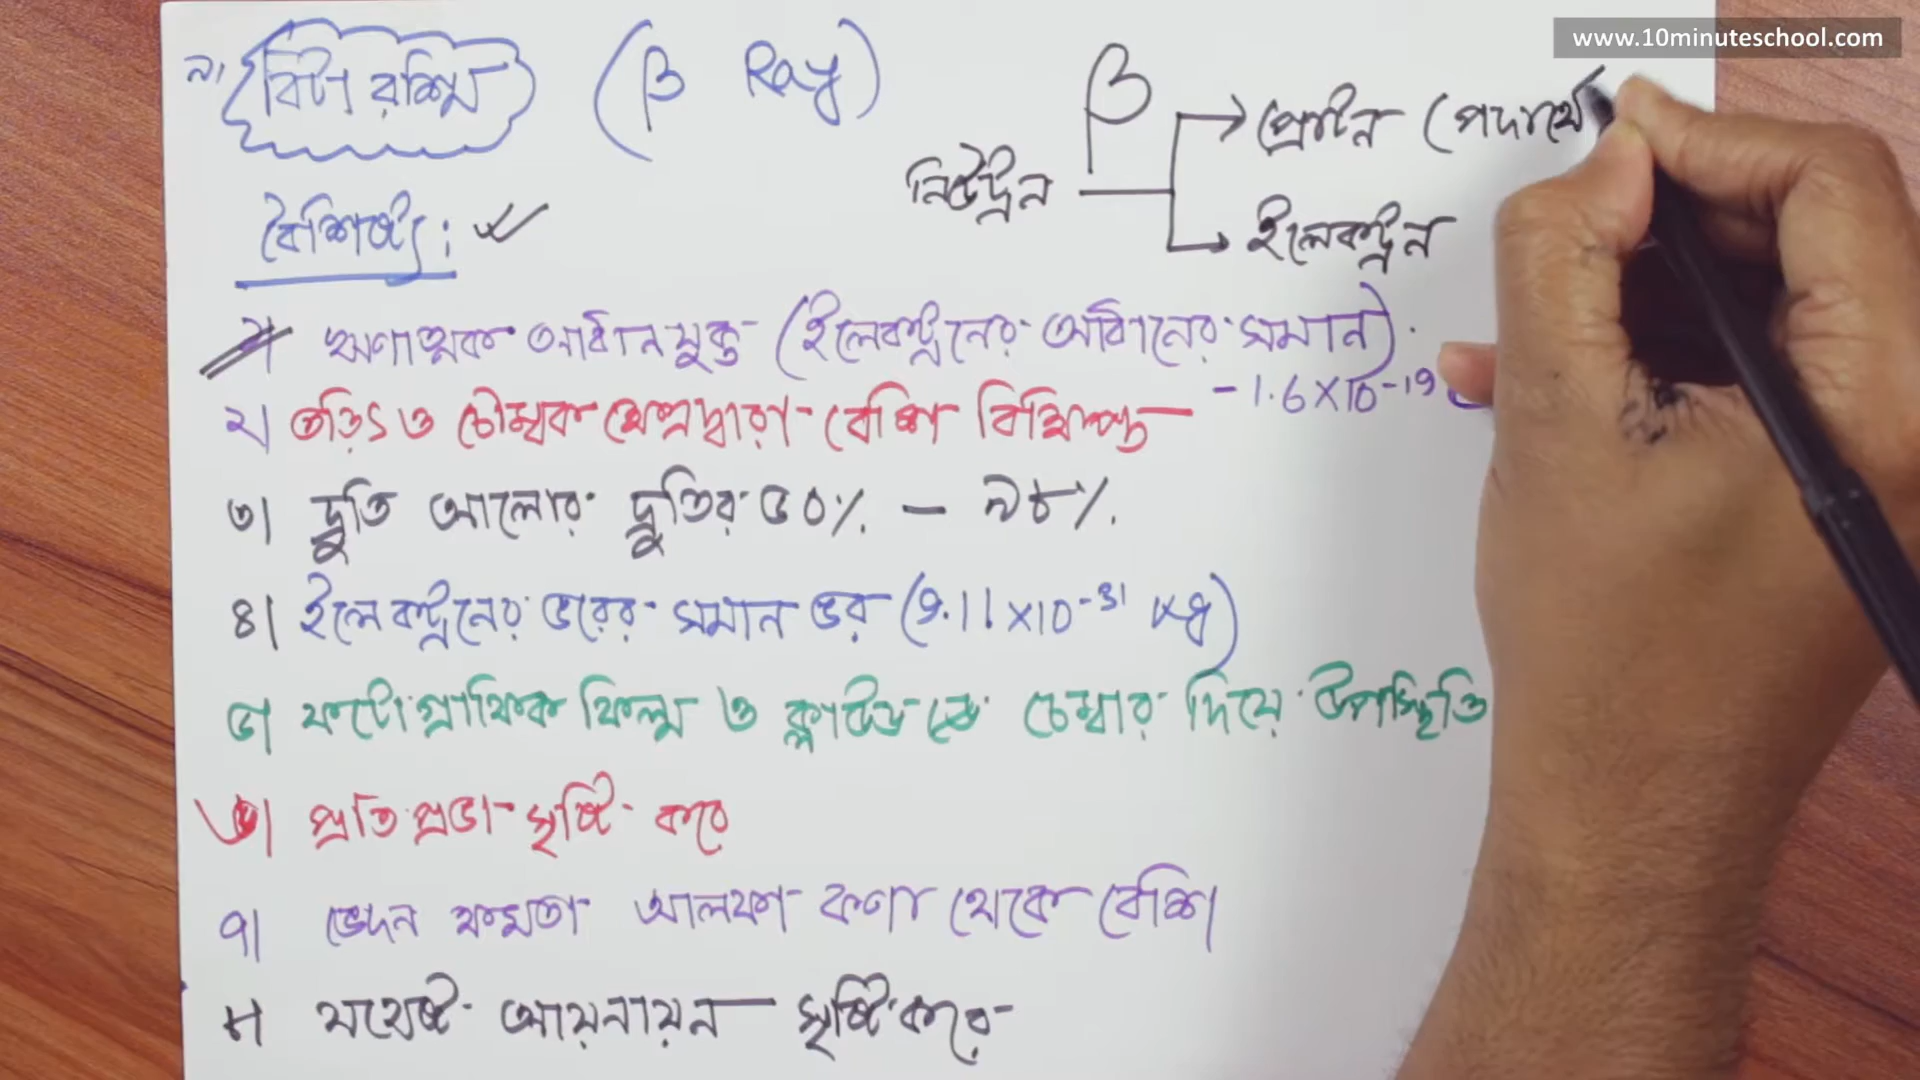 www.10minuteschool.com
বিটা রশ্মি (β Ray)
β
নিউট্রন
প্রোটন (পদার্থে
ইলেকট্রন
বৈশিষ্ট্য:
১। ঋণাত্মক আধানযুক্ত (ইলেকট্রনের আধানের সমান)
-1.6×10⁻¹⁹
২। তড়িৎ ও চৌম্বক ক্ষেত্রদ্বারা বেশি বিক্ষিপ্ত
৩। দ্রুতি আলোর দ্রুতির ৫০% - ৯৮%
৪। ইলেকট্রনের ভরের সমান ভর (9.11×10⁻³¹ kg)
৫। ফটোগ্রাফিক ফিল্ম ও ক্লাউড চেম্বার দিয়ে উপস্থিতি
৬। প্রতিপ্রভা সৃষ্টি করে
৭। ভেদন ক্ষমতা আলফা কণা থেকে বেশি
৮। যথেষ্ট আয়নায়ন সৃষ্টি করে